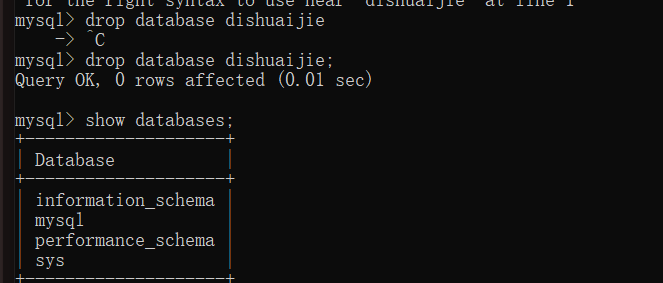 for the right syntax to use near 'dishuaijie' at line 1
mysql> drop database dishuaijie
    -> ^C
mysql> drop database dishuaijie;
Query OK, 0 rows affected (0.01 sec)

mysql> show databases;
+--------------------+
| Database           |
+--------------------+
| information_schema |
| mysql              |
| performance_schema |
| sys                |
+--------------------+